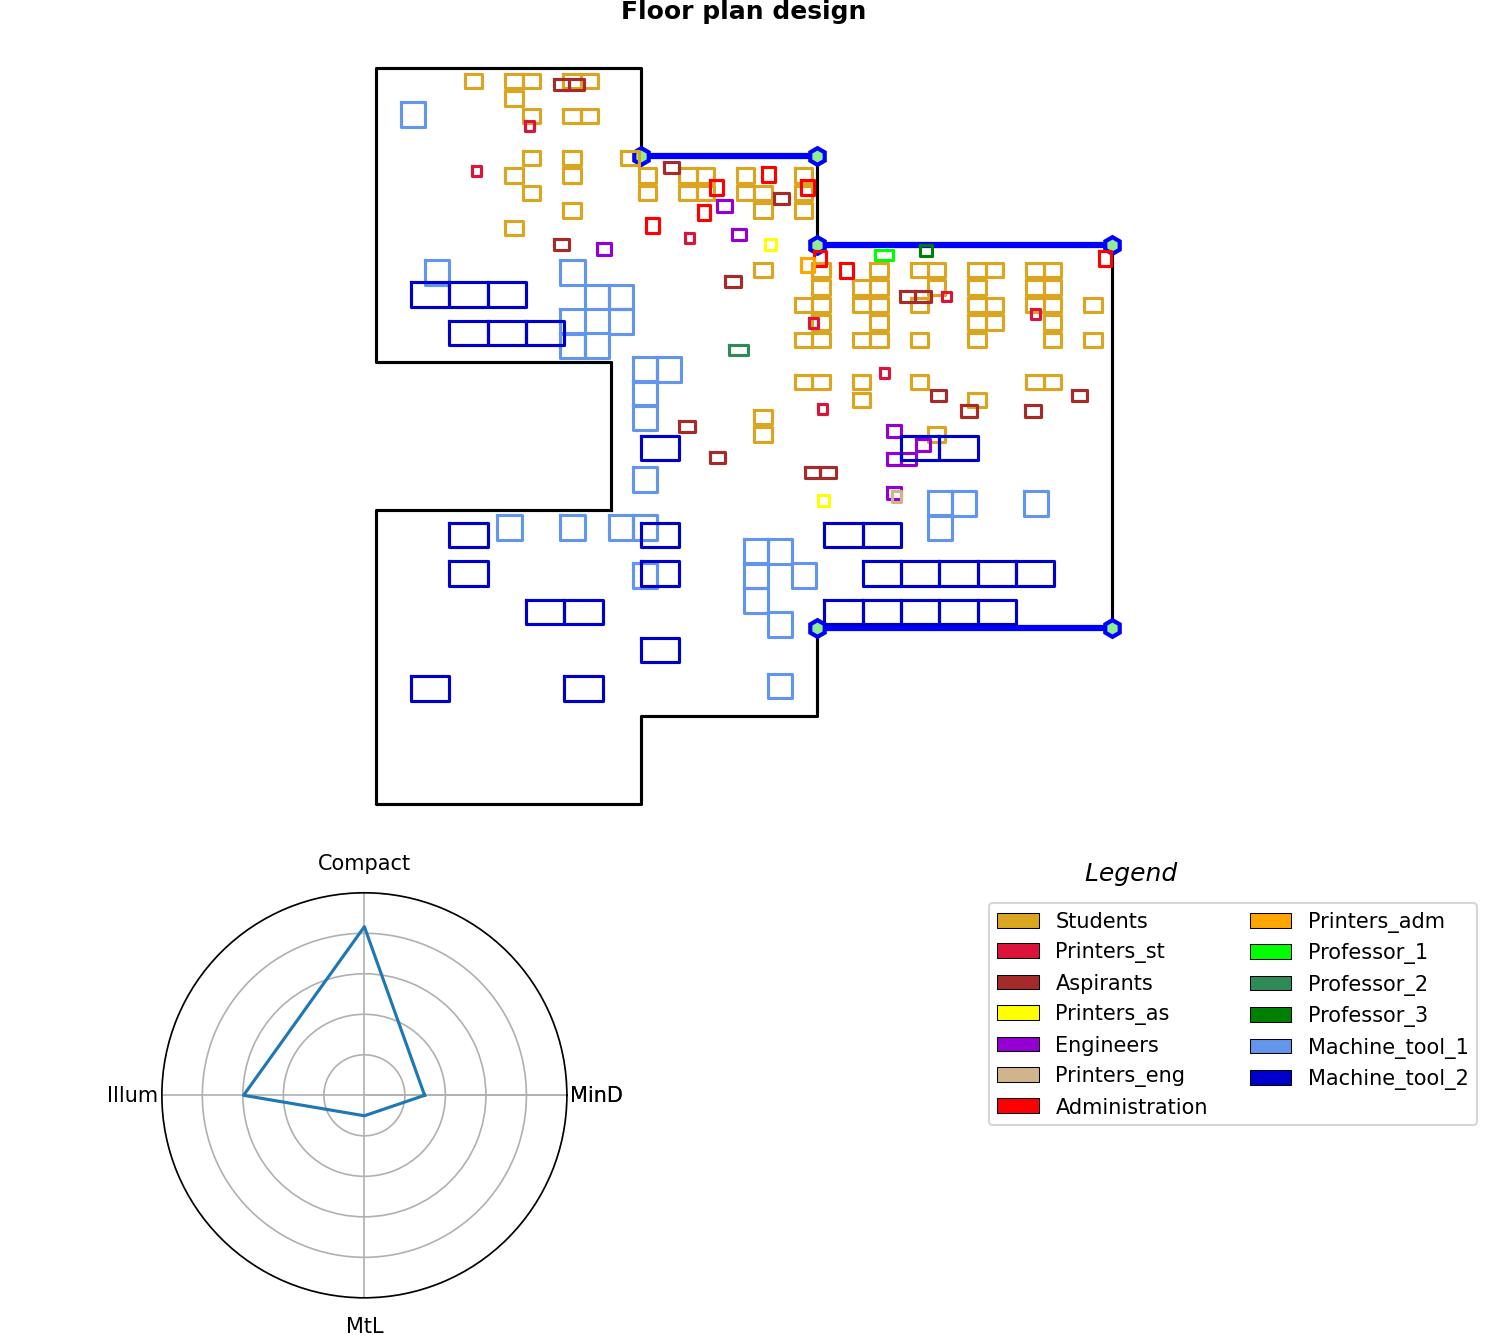 Floor plan design
Compact
Illum
MinD
MtL
Legend
Students
Printers_st
Aspirants
Printers_as
Engineers
Printers_eng
Administration
Printers_adm
Professor_1
Professor_2
Professor_3
Machine_tool_1
Machine_tool_2